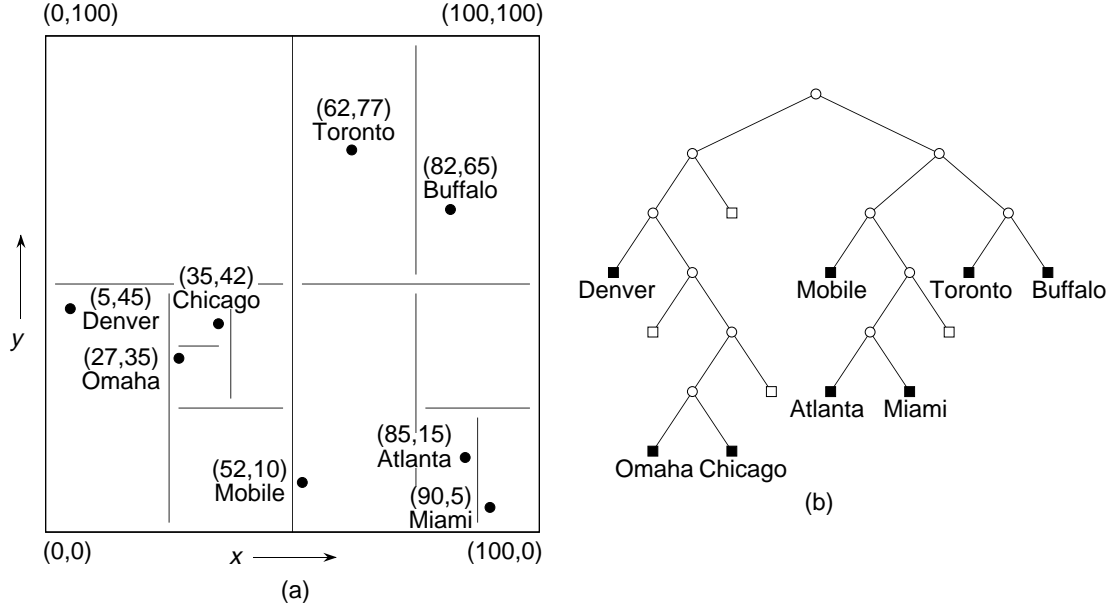 (0,100)
(100,100)
(62,77)
Toronto
(82,65)
Buffalo
(35,42)
Chicago
(5,45)
Denver
(27,35)
Omaha
y
(85,15)
Atlanta
(52,10)
Mobile
(90,5)
Miami
(0,0)
x
(100,0)
(a)
Denver
Mobile
Toronto
Buffalo
Atlanta
Miami
Omaha
Chicago
(b)